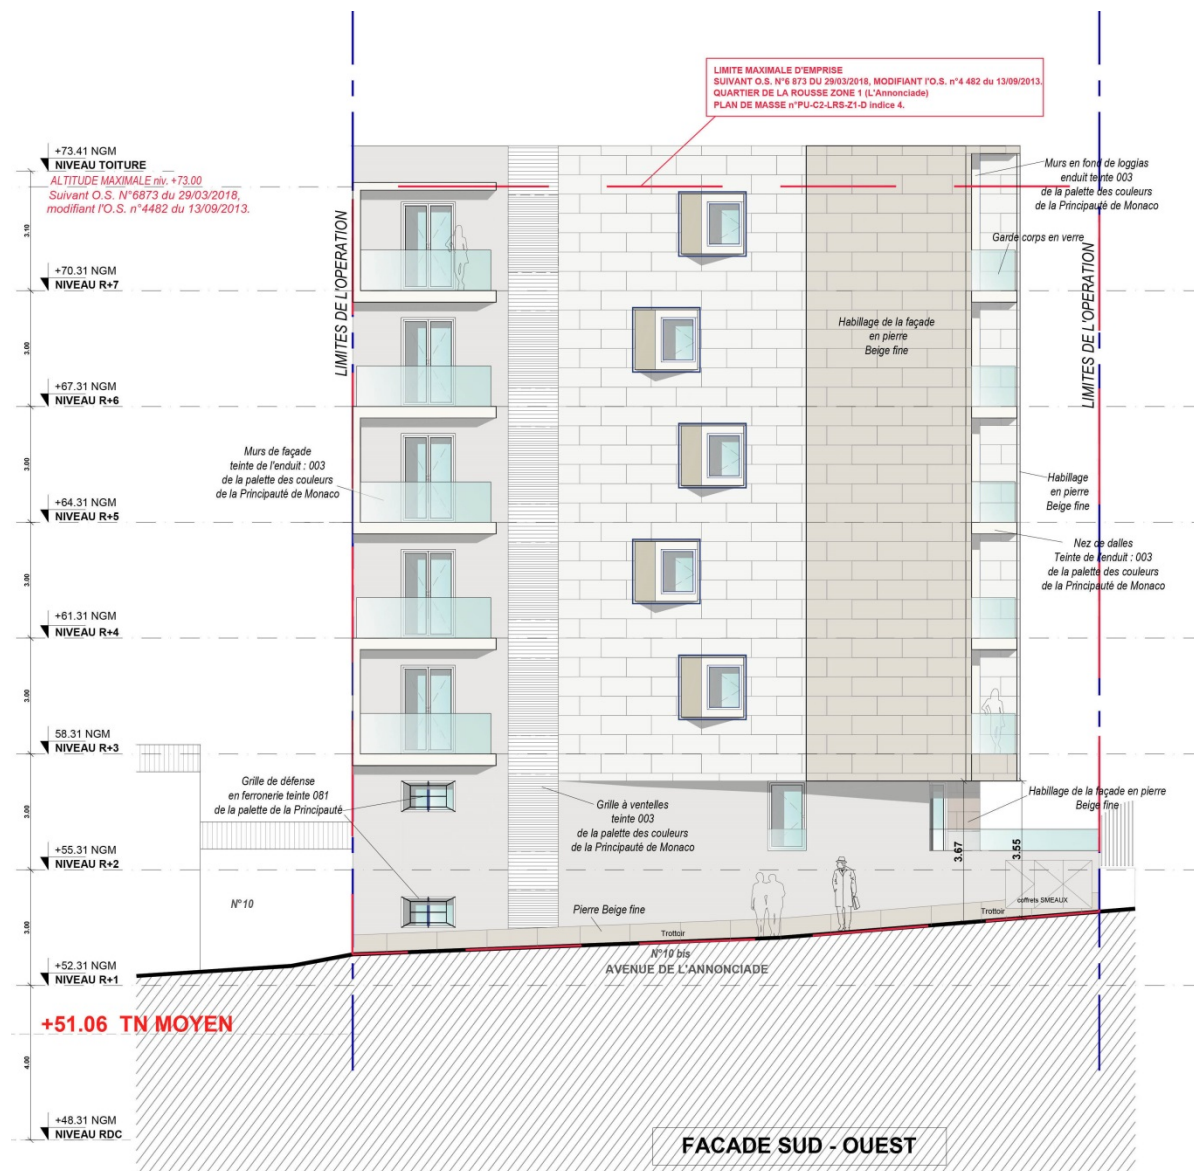 LIMITE MAXIMALE D'EMPRISE
SUIVANT O.S. N°6 873 DU 29/03/2018, MODIFIANT l'O.S. n°4 482 du 13/09/2013.
QUARTIER DE LA ROUSSE ZONE 1 (L'Annonciade)
PLAN DE MASSE n°PU-C2-LRS-Z1-D indice 4.
+73.41 NGM
NIVEAU TOITURE
ALTITUDE MAXIMALE niv. +73.00
Suivant O.S. N°6873 du 29/03/2018,
modifiant l'O.S. n°4482 du 13/09/2013.
3.10
+70.31 NGM
NIVEAU R+7
3.00
+67.31 NGM
NIVEAU R+6
3.00
+64.31 NGM
NIVEAU R+5
3.00
+61.31 NGM
NIVEAU R+4
3.00
58.31 NGM
NIVEAU R+3
3.00
+55.31 NGM
NIVEAU R+2
3.00
+52.31 NGM
NIVEAU R+1
+51.06 TN MOYEN
4.00
+48.31 NGM
NIVEAU RDC
LIMITES DE L'OPERATION
LIMITES DE L'OPERATION
Murs en fond de loggias
enduit teinte 003
de la palette des couleurs
de la Principauté de Monaco
Garde corps en verre
Habillage de la façade
en pierre
Beige fine
Murs de façade
teinte de l'enduit : 003
de la palette des couleurs
de la Principauté de Monaco
Habillage
en pierre
Beige fine
Nez de dalles
Teinte de l'enduit : 003
de la palette des couleurs
de la Principauté de Monaco
Grille de défense
en ferronerie teinte 081
de la palette de la Principauté
Grille à ventelles
teinte 003
de la palette des couleurs
de la Principauté de Monaco
Habillage de la façade en pierre
Beige fine
3.67
3.55
N°10
Pierre Beige fine
coffrets SMEAUX
Trottoir
Trottoir
N°10 bis
AVENUE DE L'ANNONCIADE
FACADE SUD - OUEST